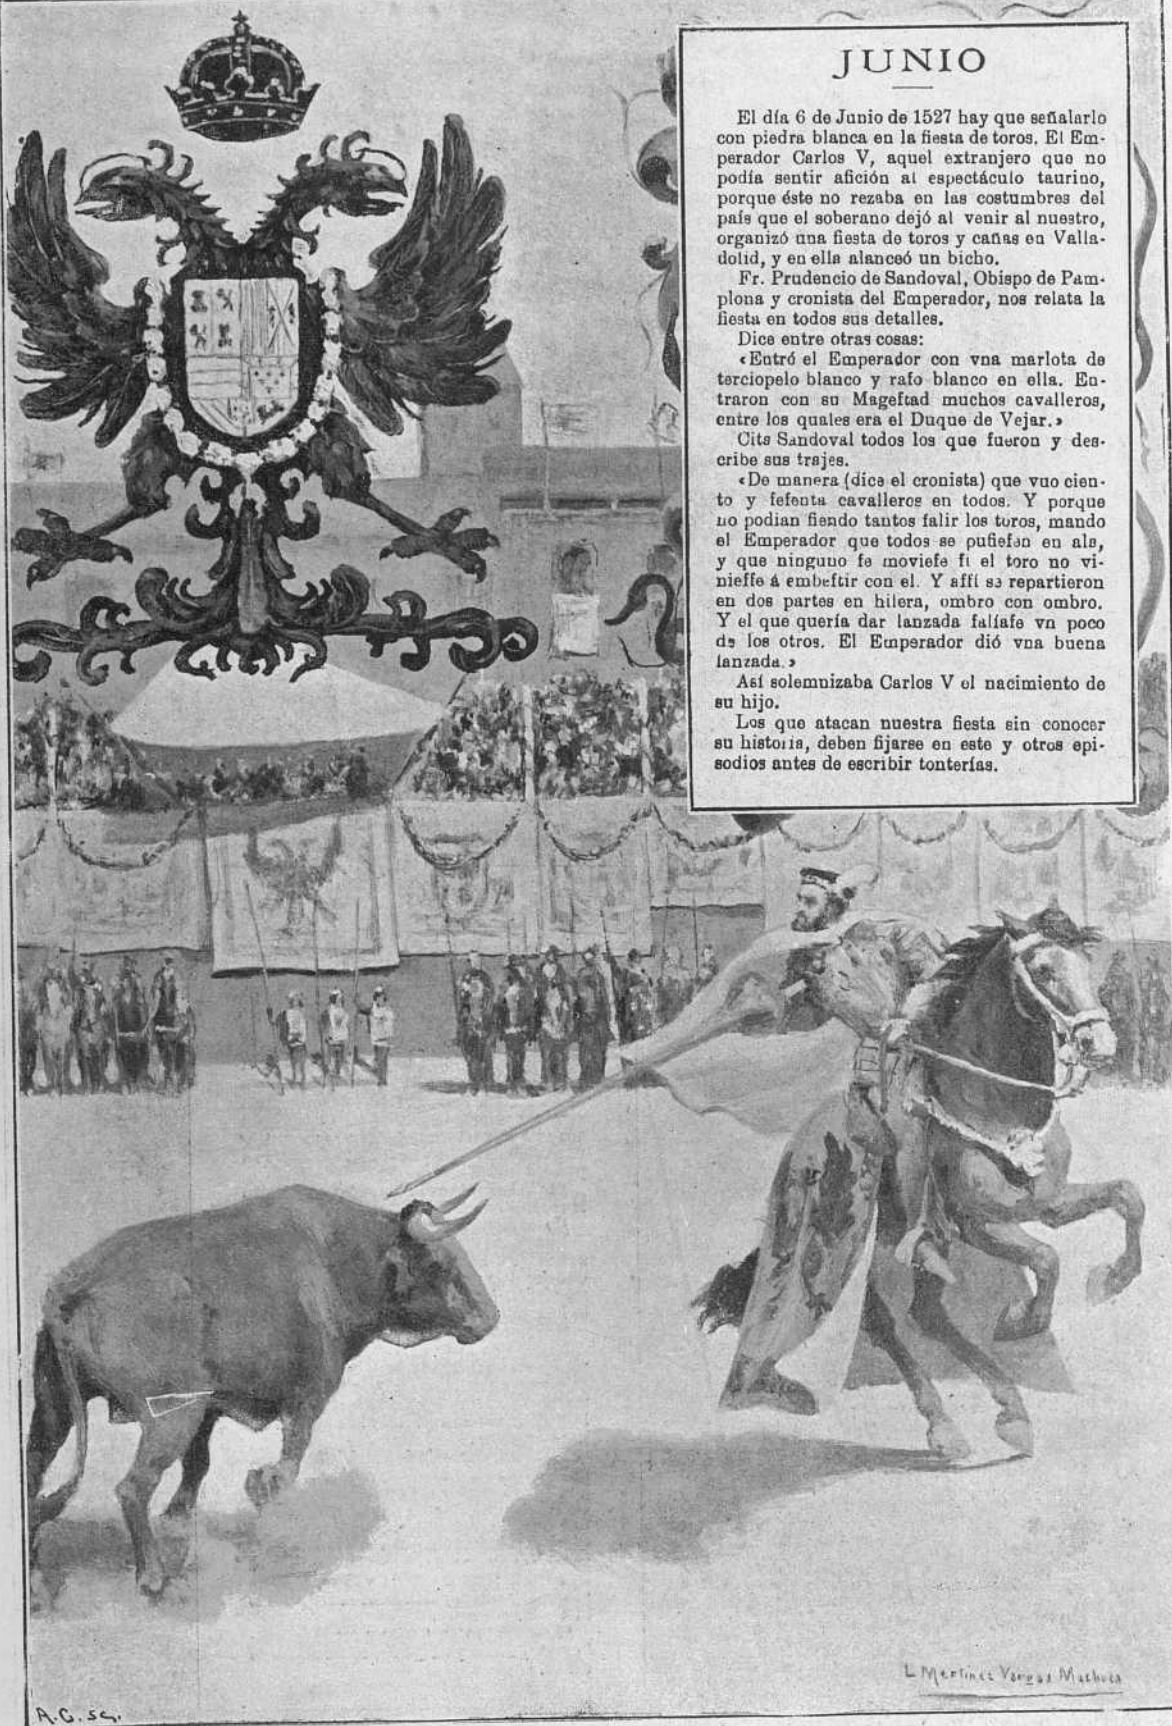 JUNIO
El día 6 de Junio de 1527 hay que señalarlo
con piedra blanca en la fiesta de toros. El Em-
perador Carlos V, aquel extranjero que no
podía sentir afición al espectáculo taurino,
porque éste no rezaba en las costumbres del
país que el soberano dejó al venir al nuestro,
organizó una fiesta de toros y cañas en Valla-
dolid, y en ella alanceó un bicho.
Fr. Prudencio de Sandoval, Obispo de Pam-
plona y cronista del Emperador, nos relata la
fiesta en todos sus detalles.
Dice entre otras cosas:
«Entró el Emperador con vna marlota de
terciopelo blanco y rafo blanco en ella. En-
traron con su Mageftad muchos cavalleros,
entre los quales era el Duque de Vejar.»
Cita Sandoval todos los que fueron y des-
cribe sus trajes.
«De manera (dice el cronista) que vuo cien-
to y fefenta cavalleros en todos. Y porque
no podian fiendo tantos falir los toros, mando
el Emperador que todos se pufiefan en ala,
y que ninguno fe moviefe fi el toro no vi-
nieffe á embeftir con el. Y affí se repartieron
en dos partes en hilera, ombro con ombro.
Y el que quería dar lanzada falíafe vn poco
de los otros. El Emperador dió vna buena
lanzada.»
Así solemnizaba Carlos V el nacimiento de
su hijo.
Los que atacan nuestra fiesta sin conocer
su historia, deben fijarse en este y otros epi-
sodios antes de escribir tonterías.
L Martinez Vargas Machuca
A.C. sc.